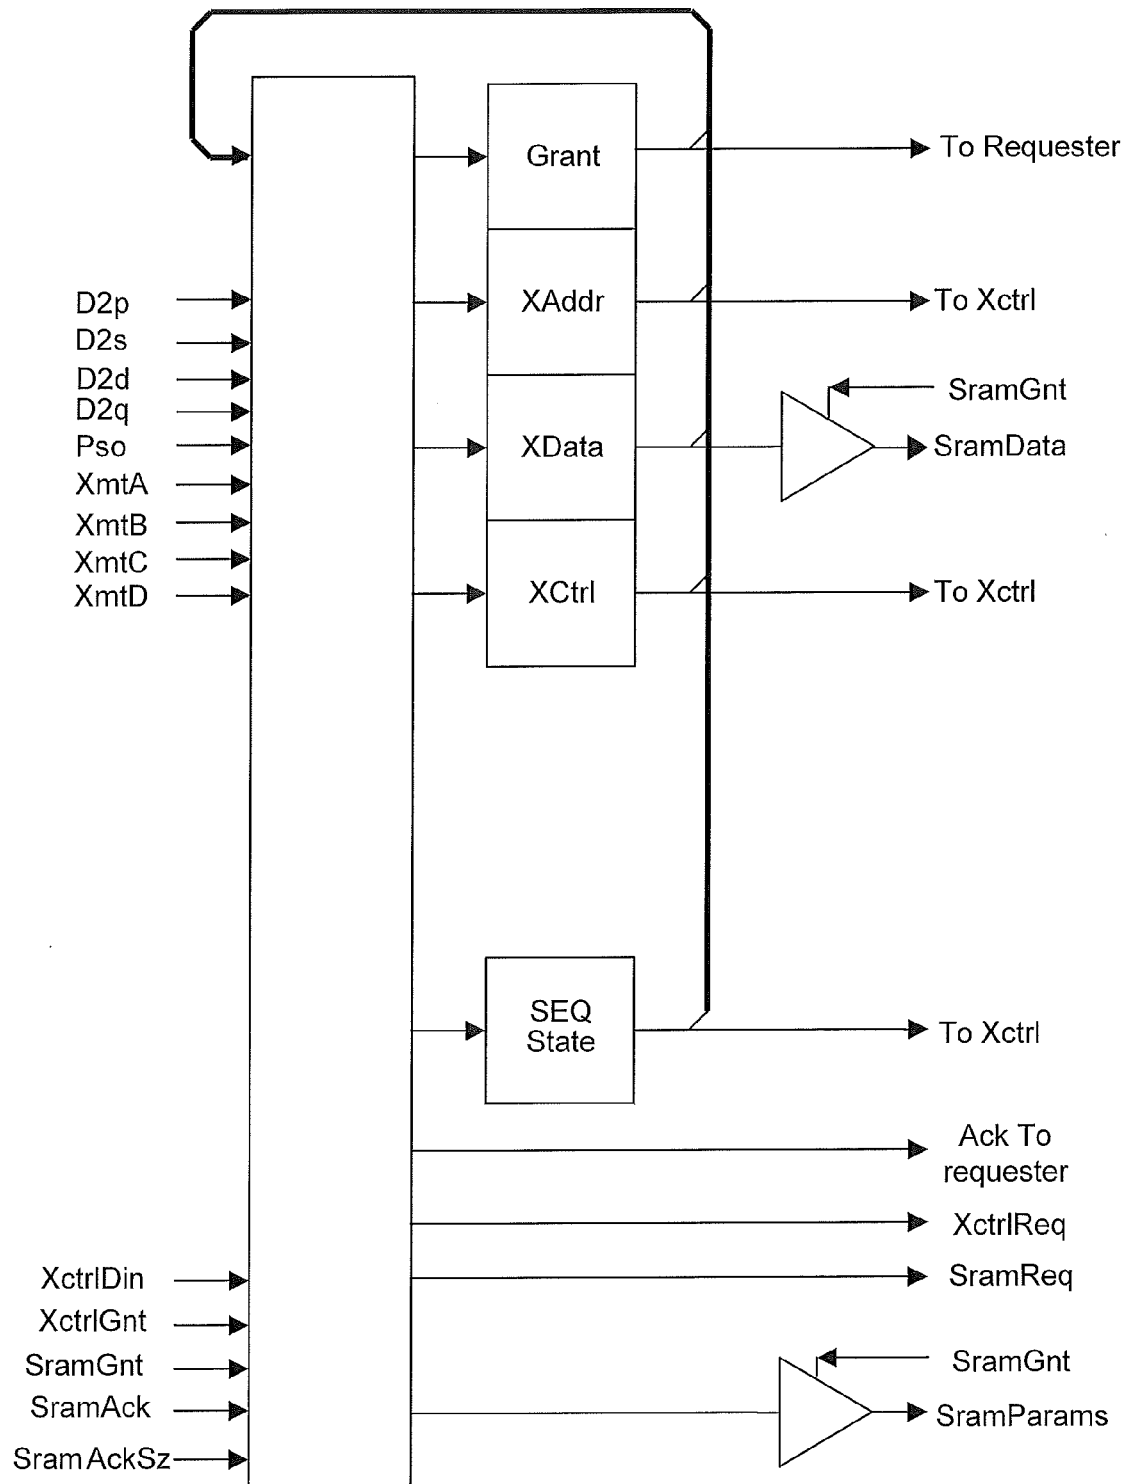 Grant
To Requester
D2p
XAddr
To Xctrl
D2s
D2d
SramGnt
D2q
Pso
XData
SramData
XmtA
XmtB
XmtC
XmtD
XCtrl
To Xctrl
SEQ
State
To Xctrl
Ack To
requester
XctrlReq
XctrlDin
SramReq
XctrlGnt
SramGnt
SramGnt
SramAck
SramParams
SramAckSz